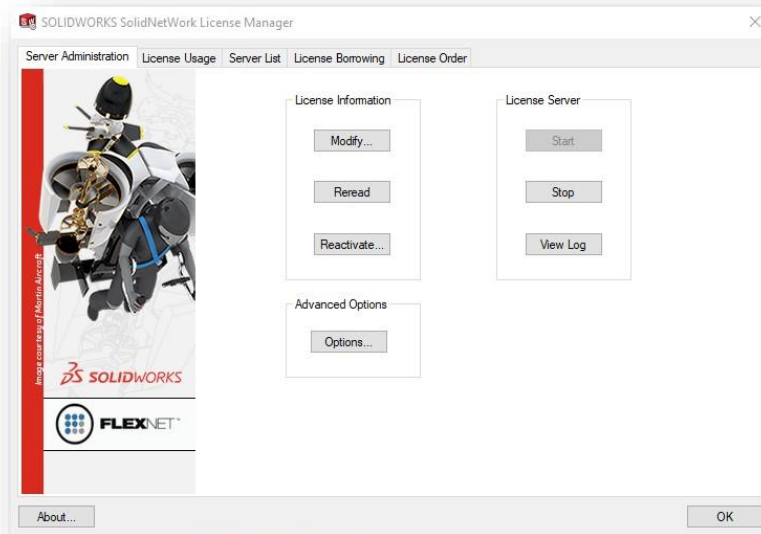 SOLIDWORKS SolidNetWork License Manager
Server Administration License Usage Server List License Borrowing License Order
License Information
Modify...
Reread
Reactivate...
License Server
Start
Stop
View Log
Advanced Options
Options...
Image courtesy of Martin Aircraft
SOLIDWORKS
FLEXNET™
About...
OK